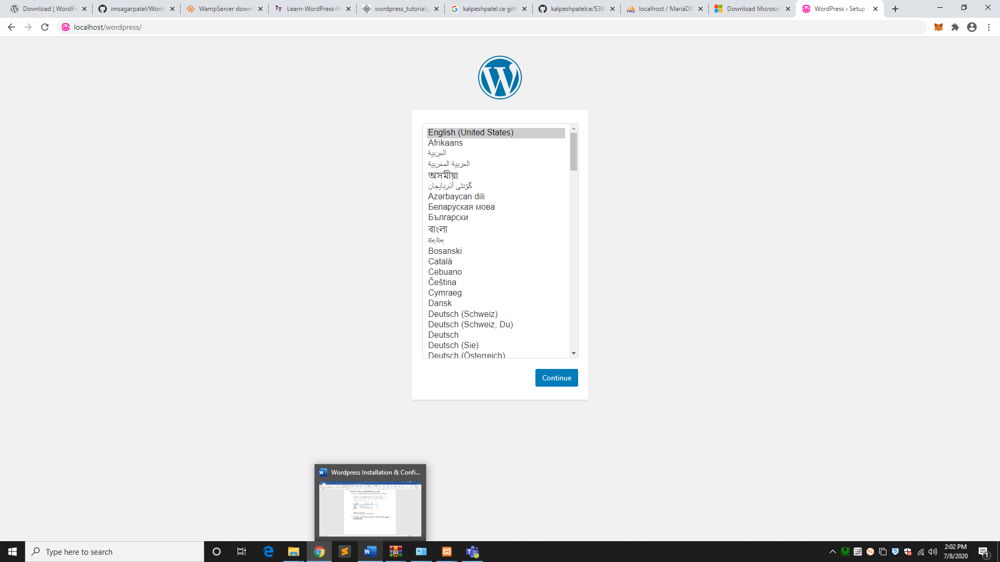 Download | WordPr
imsagarpatel/Wordp
WampServer downl
Learn-WordPress-fr
wordpress_tutorial.p
kalpeshpatel.ce gith
kalpeshpatelce/S3B
localhost / MariaDB
Download Microsof
WordPress › Setup
localhost/wordpress/
English (United States)
Afrikaans
العربية
العربية المغربية
অসমীয়া
گؤنئی آذربایجان
Azərbaycan dili
Беларуская мова
Български
বাংলা
བོད་ཡིག
Bosanski
Català
Cebuano
Čeština
Cymraeg
Dansk
Deutsch (Schweiz)
Deutsch (Schweiz, Du)
Deutsch
Deutsch (Sie)
Deutsch (Österreich)
Continue
Wordpress Installation & Confi...
Type here to search
2:02 PM
7/8/2020
1